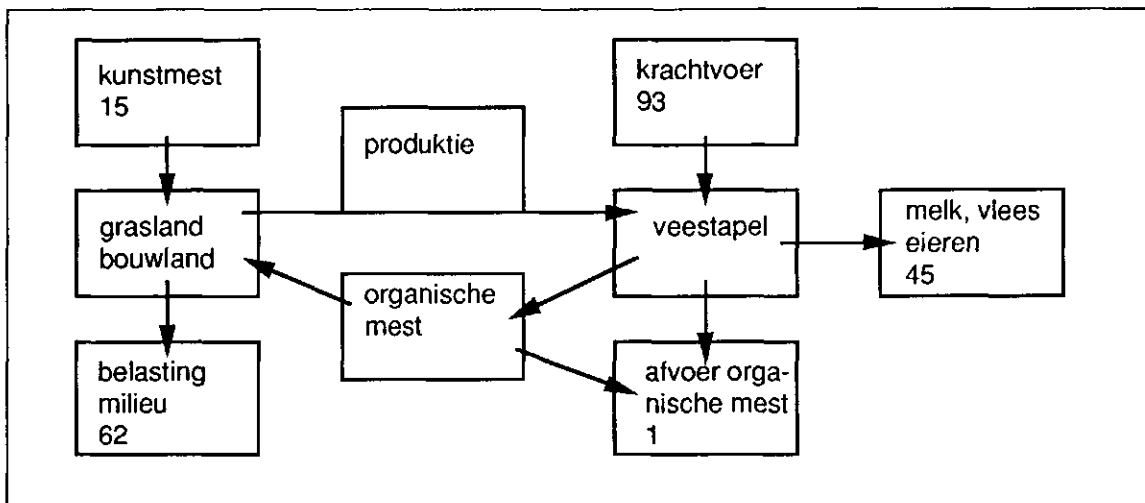 kunstmest
15
krachtvoer
93
produktie
grasland
bouwland
veestapel
melk, vlees
eieren
45
organische
mest
belasting
milieu
62
afvoer orga-
nische mest
1